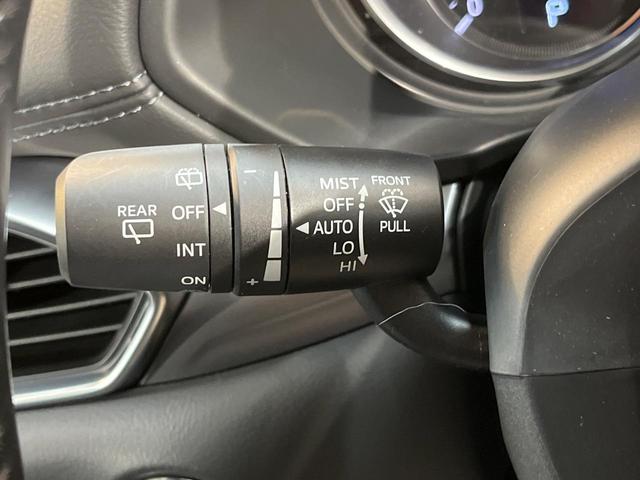 REAR
OFF
INT
ON
−
+
MIST
OFF
AUTO
LO
HI
FRONT
PULL
P